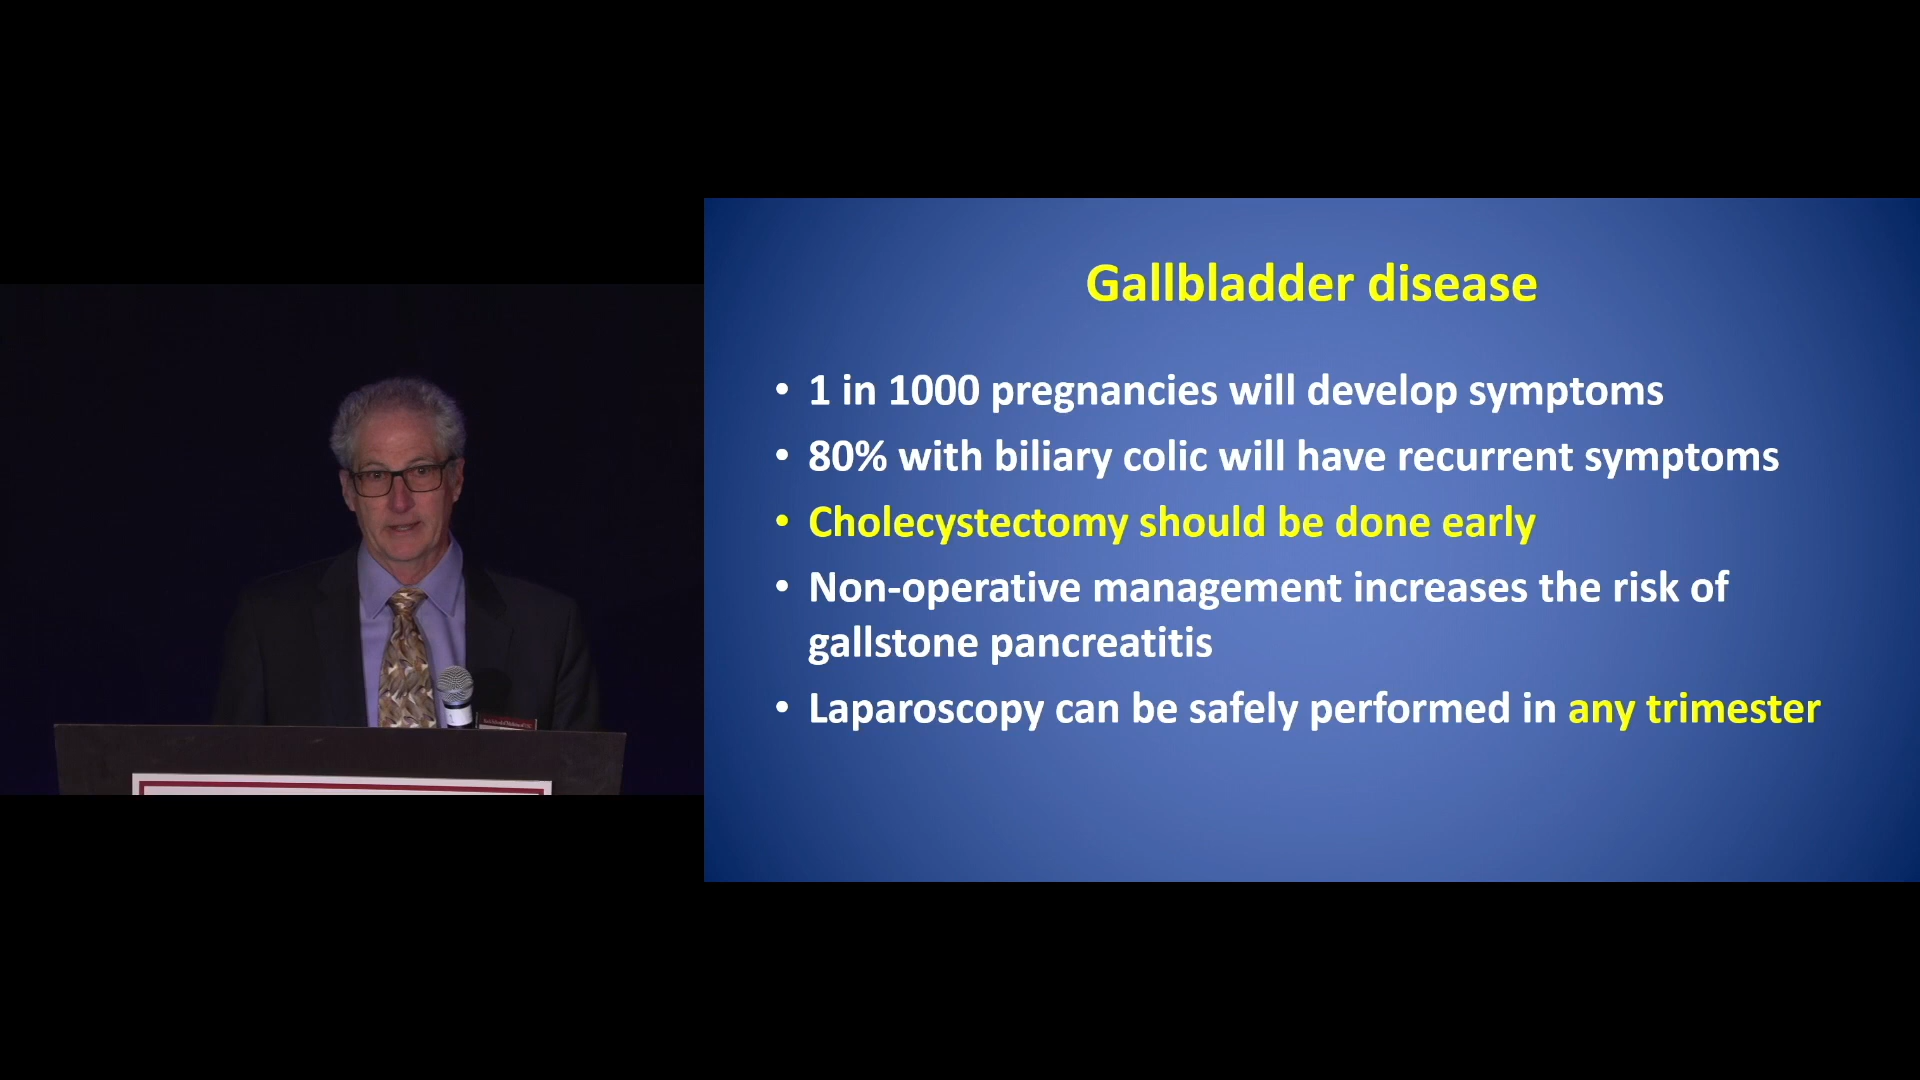 Gallbladder disease
• 1 in 1000 pregnancies will develop symptoms
• 80% with biliary colic will have recurrent symptoms
• Cholecystectomy should be done early
• Non-operative management increases the risk of
gallstone pancreatitis
• Laparoscopy can be safely performed in any trimester